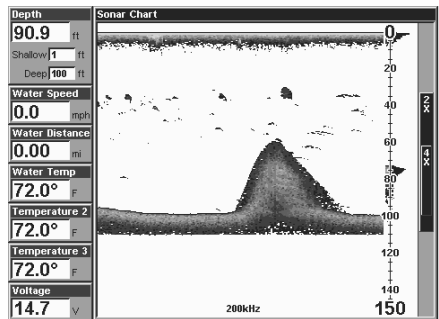 Depth
90.9 ft
Shallow 1 ft
Deep 100 ft
Water Speed
0.0 mph
Water Distance
0.00 mi
Water Temp
72.0° F
Temperature 2
72.0° F
Temperature 3
72.0° F
Voltage
14.7 V
Sonar Chart
0
20
40
60
80
100
120
140
150
2X
4X
200kHz